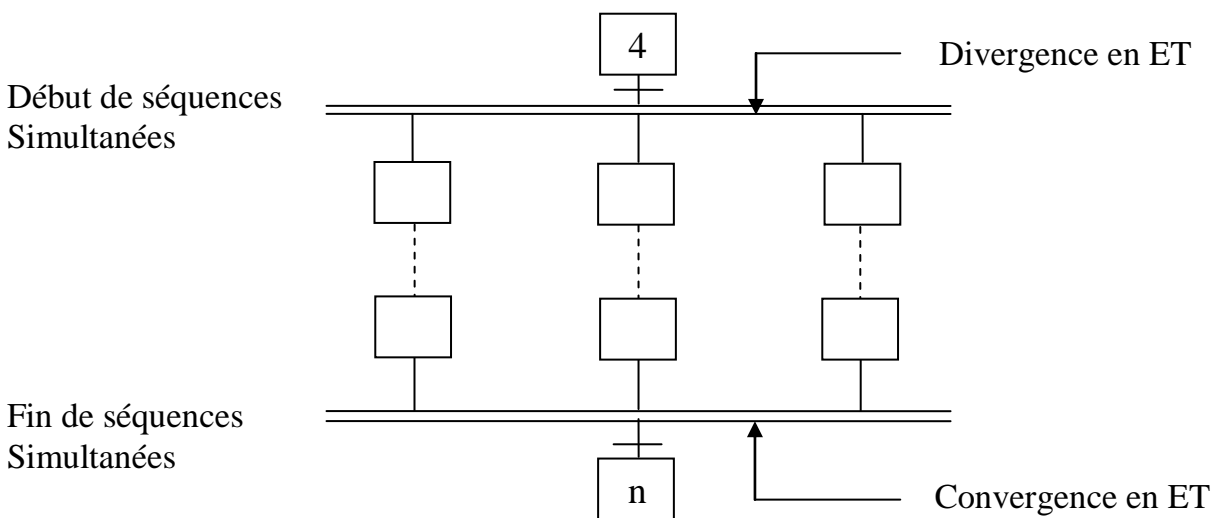 4
Divergence en ET
Début de séquences
Simultanées
Fin de séquences
Simultanées
n
Convergence en ET